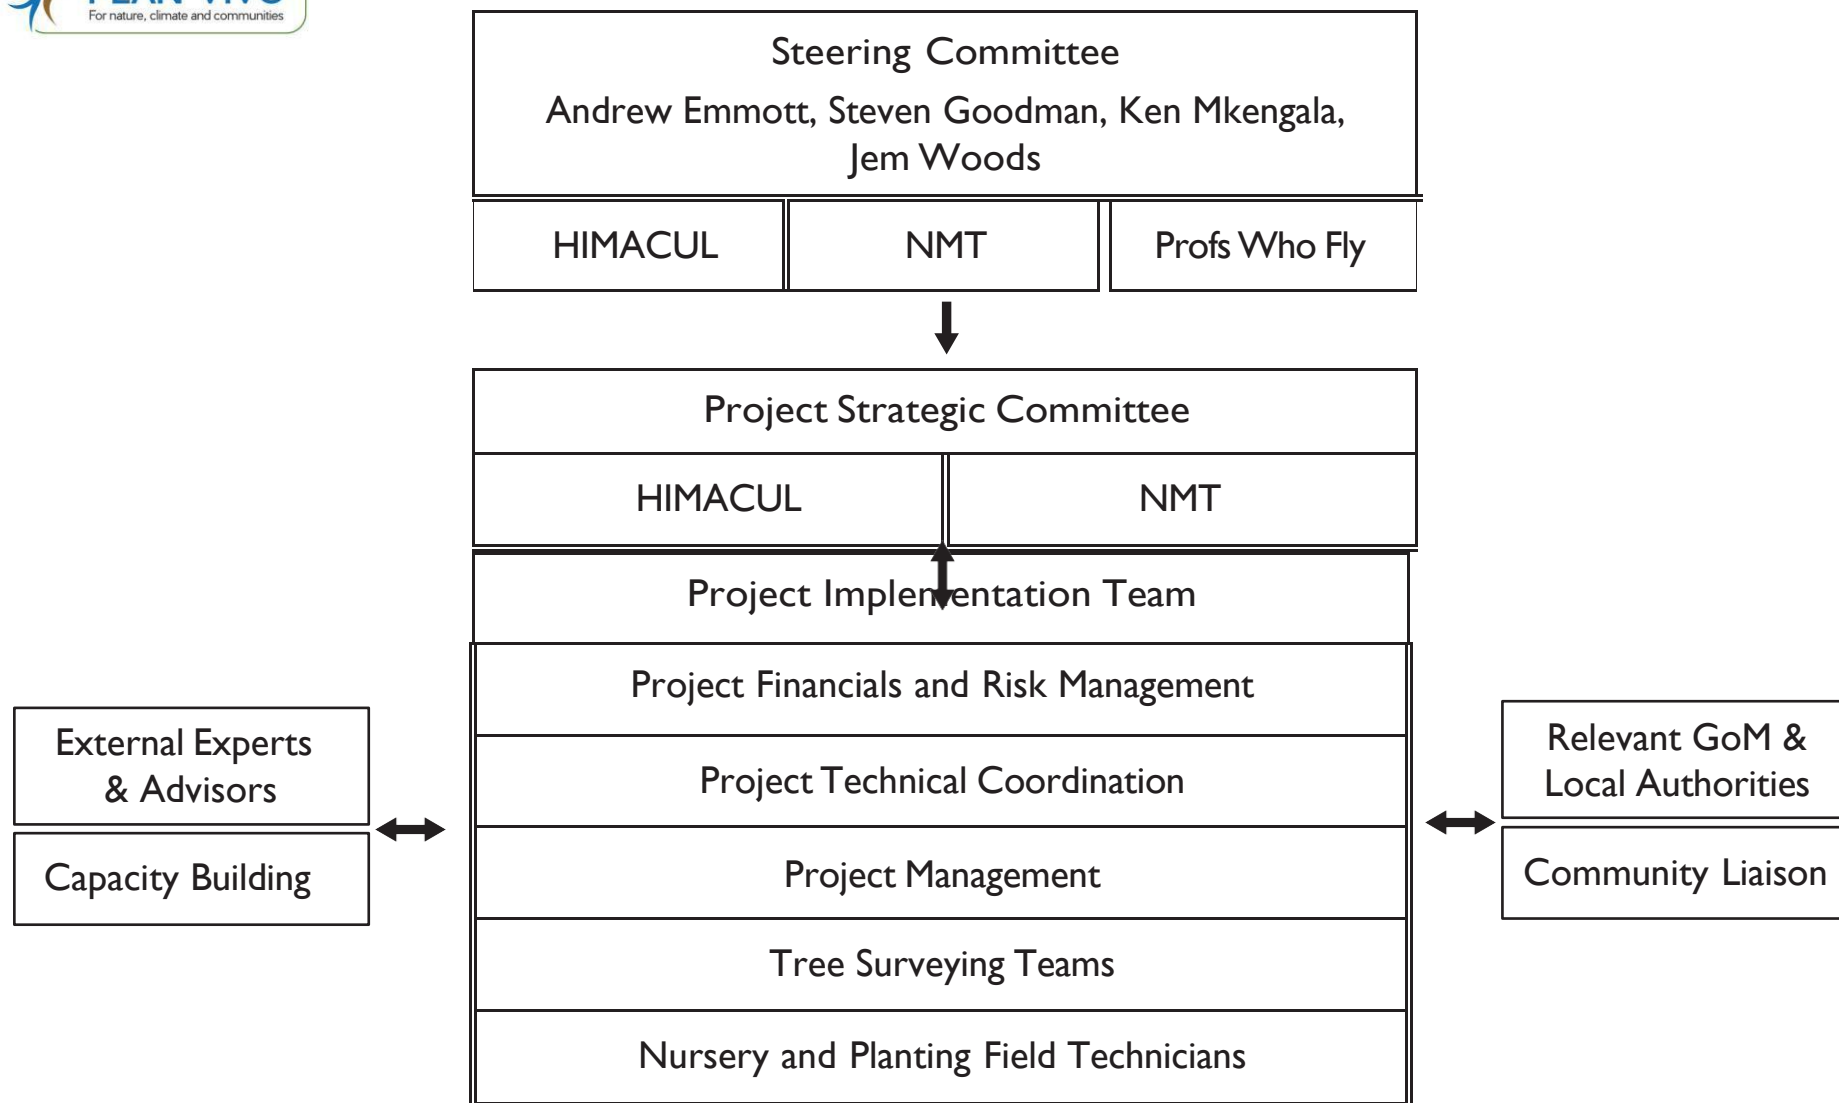 PLAN VIVO
For nature, climate and communities
Steering Committee
Andrew Emmott, Steven Goodman, Ken Mkengala,
Jem Woods
HIMACUL
NMT
Profs Who Fly
Project Strategic Committee
HIMACUL
NMT
Project Implementation Team
Project Financials and Risk Management
External Experts
& Advisors
Capacity Building
Project Technical Coordination
Project Management
Tree Surveying Teams
Nursery and Planting Field Technicians
Relevant GoM &
Local Authorities
Community Liaison